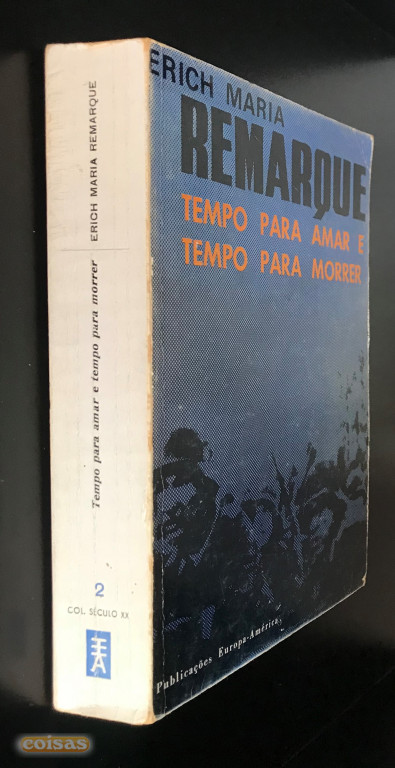 ERICH MARIA
REMARQUE
TEMPO PARA AMAR E
TEMPO PARA MORRER
Publicações Europa-América
ERICH MARIA REMARQUE
Tempo para amar e tempo para morrer
2
COL. SÉCULO XX
EA
coisas